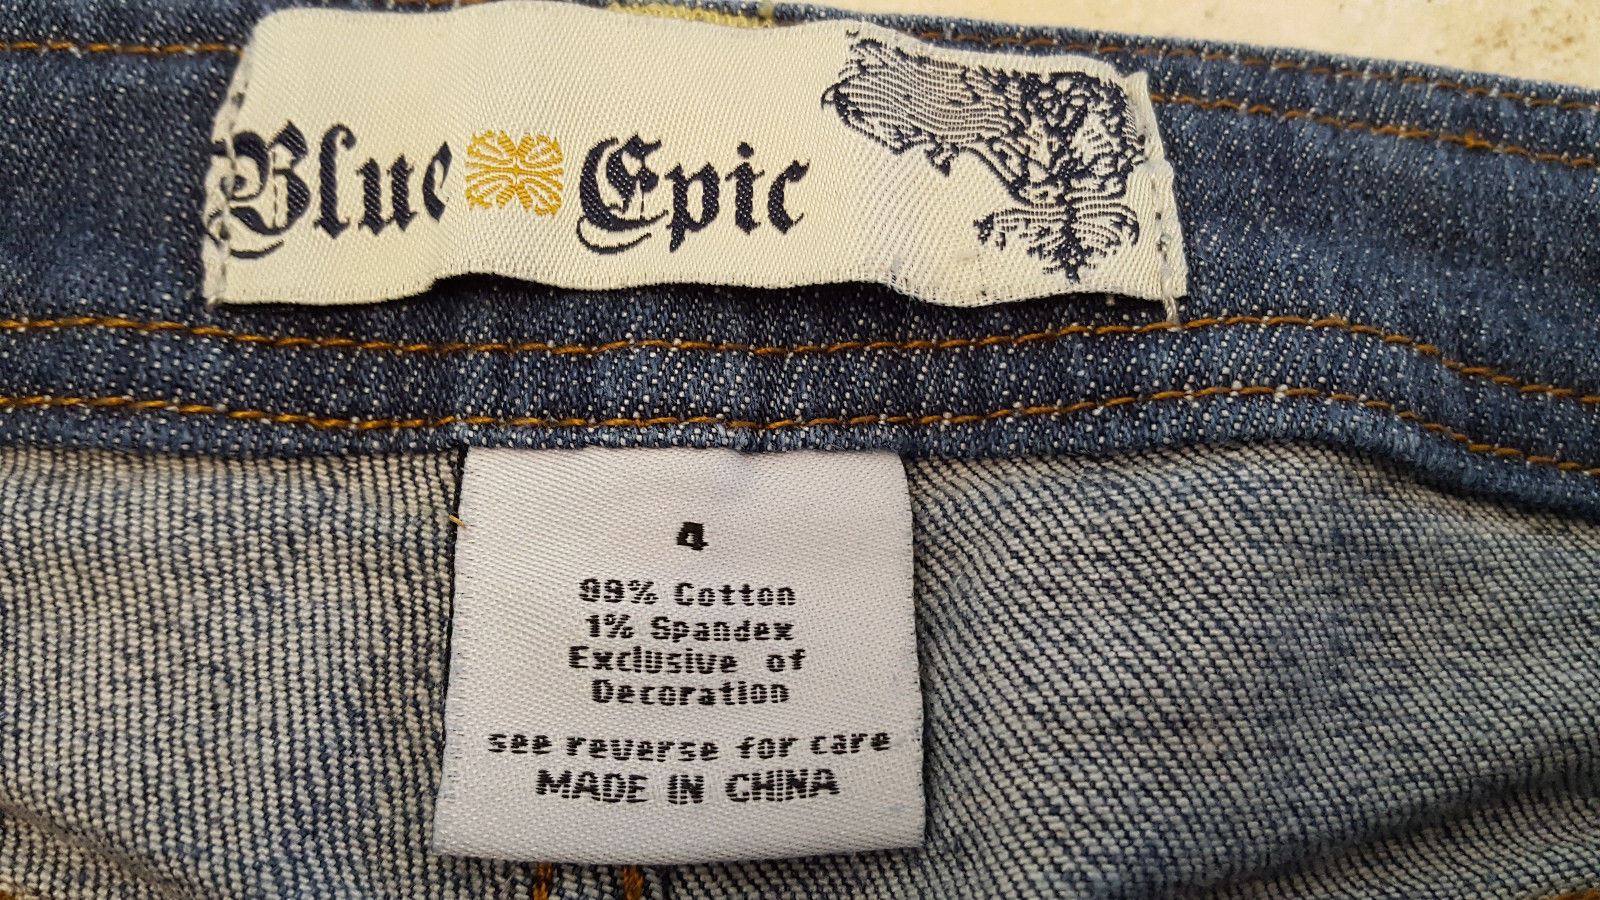 Blue Epic
4
99% Cotton
1% Spandex
Exclusive of
Decoration
see reverse for care
MADE IN CHINA